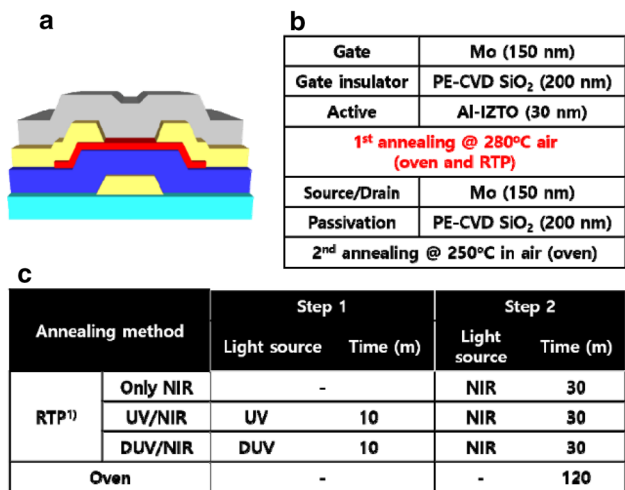 a
b
Gate Mo (150 nm)
Gate insulator PE-CVD SiO₂ (200 nm)
Active Al-IZTO (30 nm)
1st annealing @ 280ºC air
(oven and RTP)
Source/Drain Mo (150 nm)
Passivation PE-CVD SiO₂ (200 nm)
2nd annealing @ 250ºC in air (oven)
c
Annealing method Step 1 Step 2
Light source Time (m) Light source Time (m)
RTP1) Only NIR - NIR 30
UV/NIR UV 10 NIR 30
DUV/NIR DUV 10 NIR 30
Oven - - 120